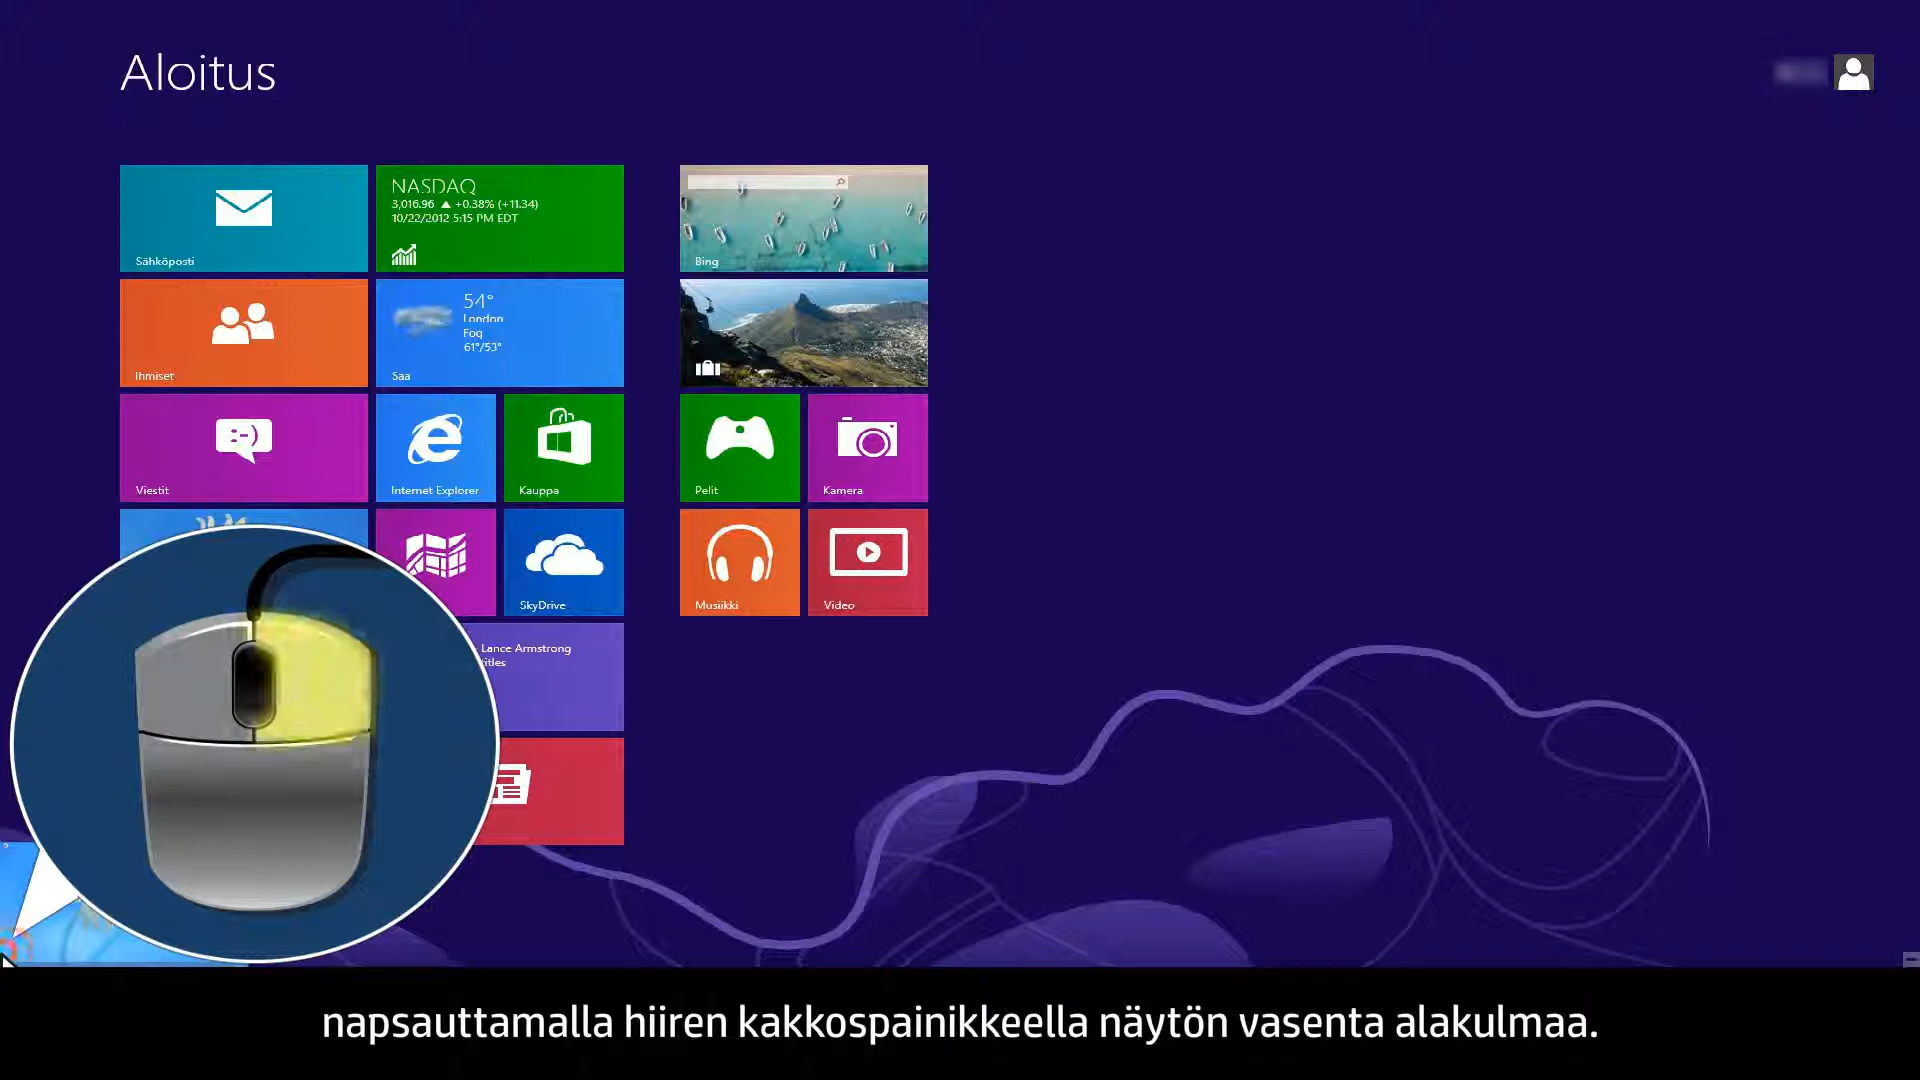 Aloitus
Sähköposti
NASDAQ
3,016.96 ▲ +0.38% (+11.34)
10/22/2012 5:15 PM EDT
Bing
Ihmiset
54°
London
Fog
61°/53°
Saa
Viestit
:-)
Internet Explorer
Kauppa
Pelit
Kamera
SkyDrive
Musiikki
Video
Lance Armstrong
titles
napsauttamalla hiiren kakkospainikkeella näytön vasenta alakulmaa.